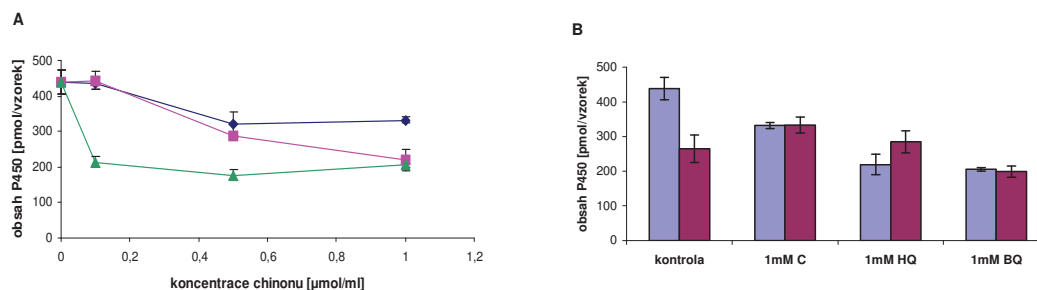 A
obsah P450 [pmol/vzorek]
500
400
300
200
100
0
0 0,2 0,4 0,6 0,8 1 1,2
koncentrace chinonu [µmol/ml]
B
obsah P450 [pmol/vzorek]
500
400
300
200
100
0
kontrola 1mM C 1mM HQ 1mM BQ